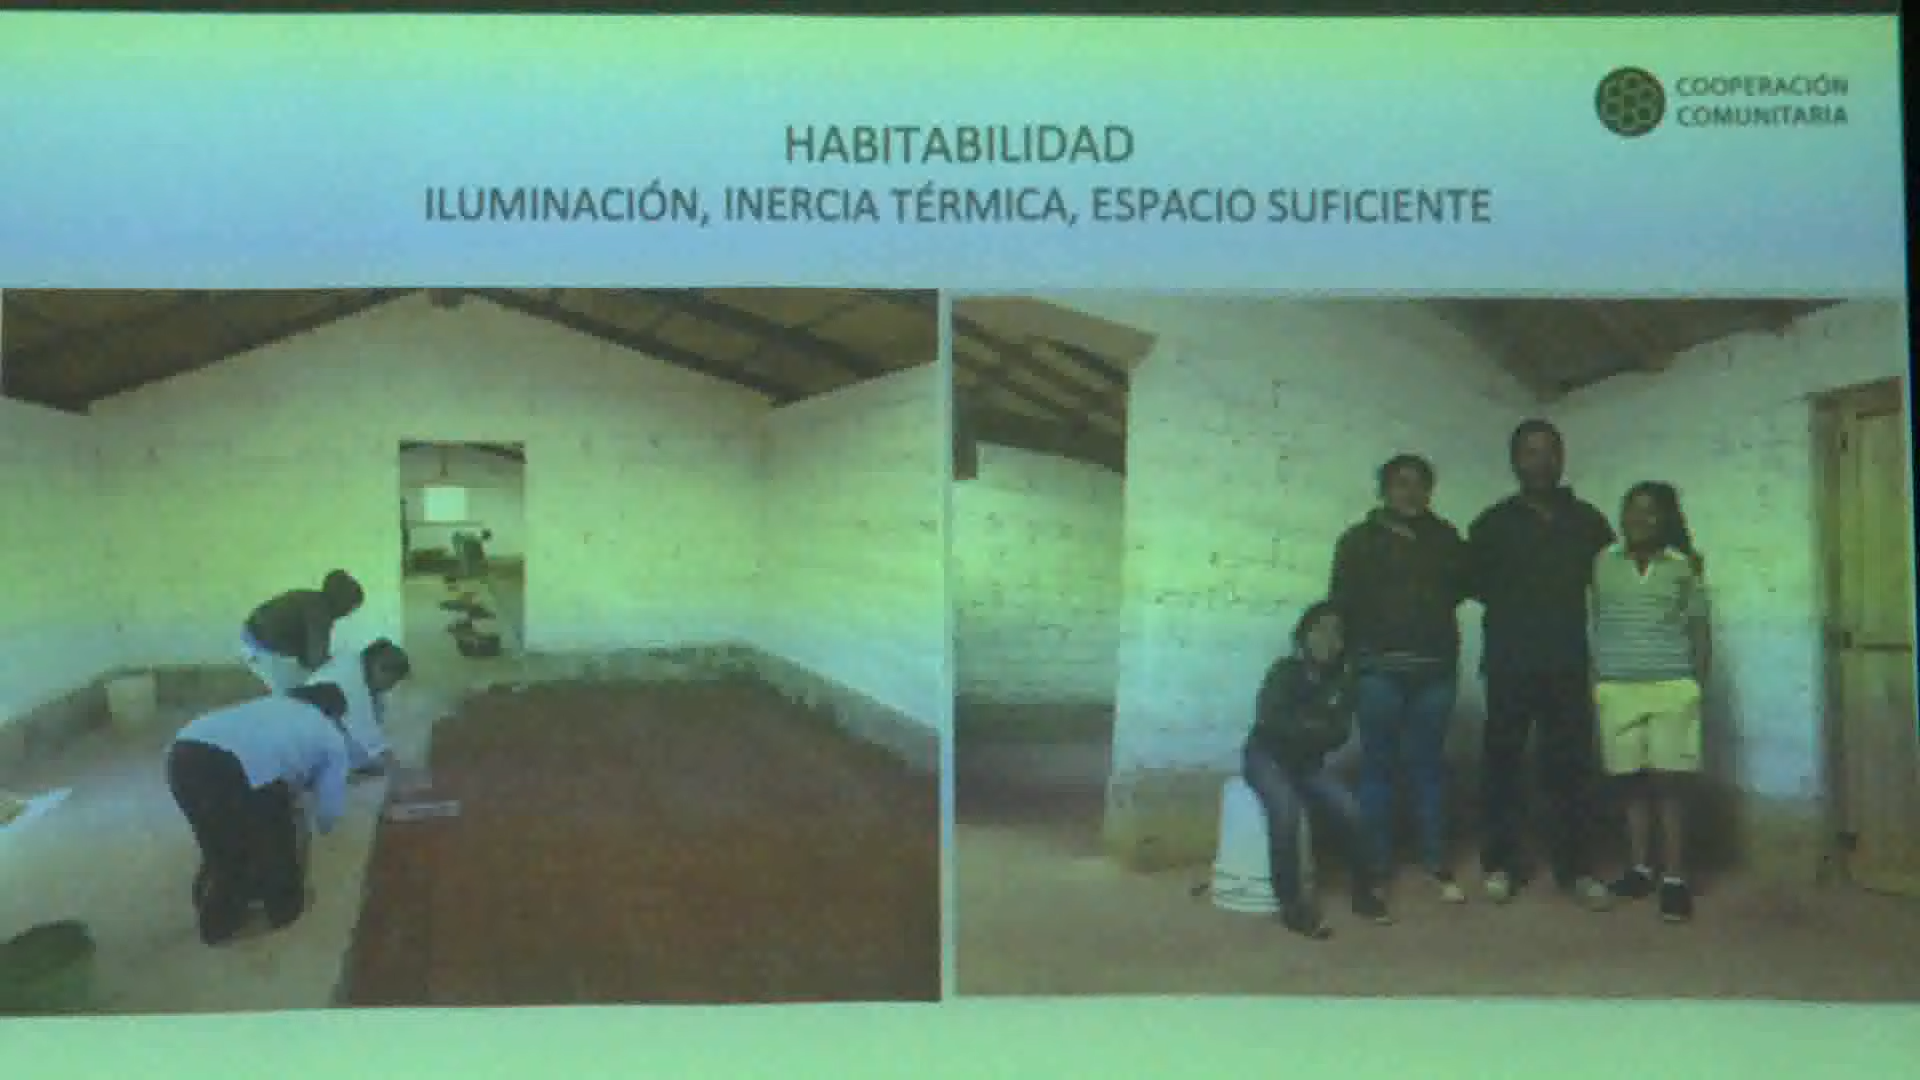 COOPERACIÓN
COMUNITARIA
HABITABILIDAD
ILUMINACIÓN, INERCIA TÉRMICA, ESPACIO SUFICIENTE